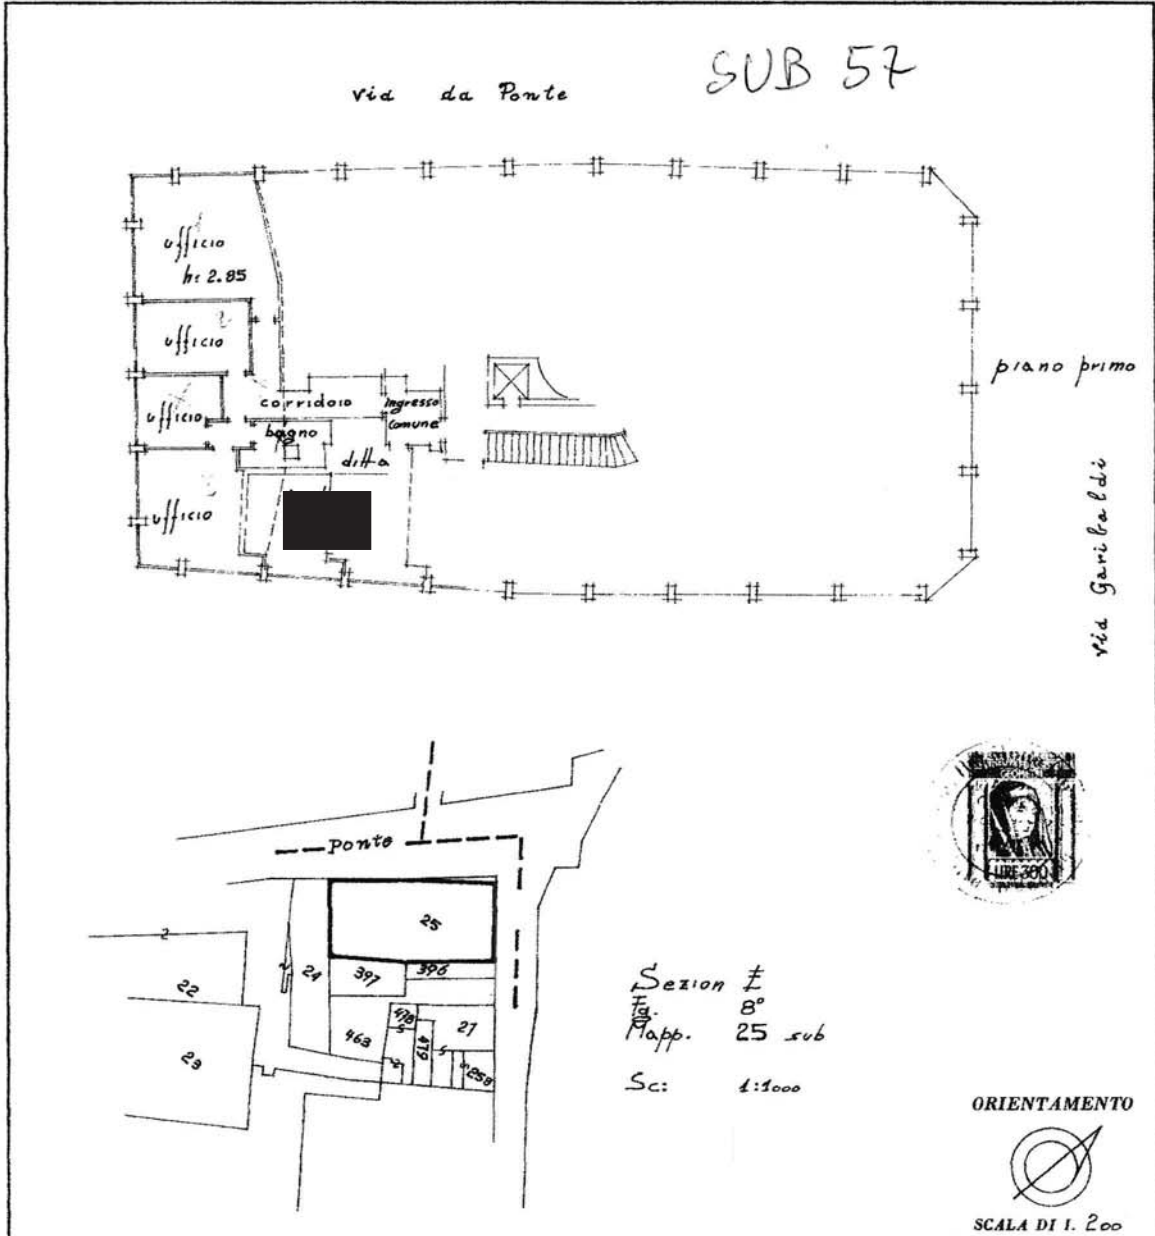 SUB 57
via da Ponte
ufficio
h: 2.85
ufficio
ufficio
corridoio
ingresso
comune
bagno
ditta
ufficio
piano primo
via Garibaldi
Ponte
25
24
397
396
22
23
463
478
479
27
258
LIRE 300
Sezion E
Fg. 8°
Mapp. 25 sub
Sc: 1:1000
ORIENTAMENTO
SCALA DI 1. 200